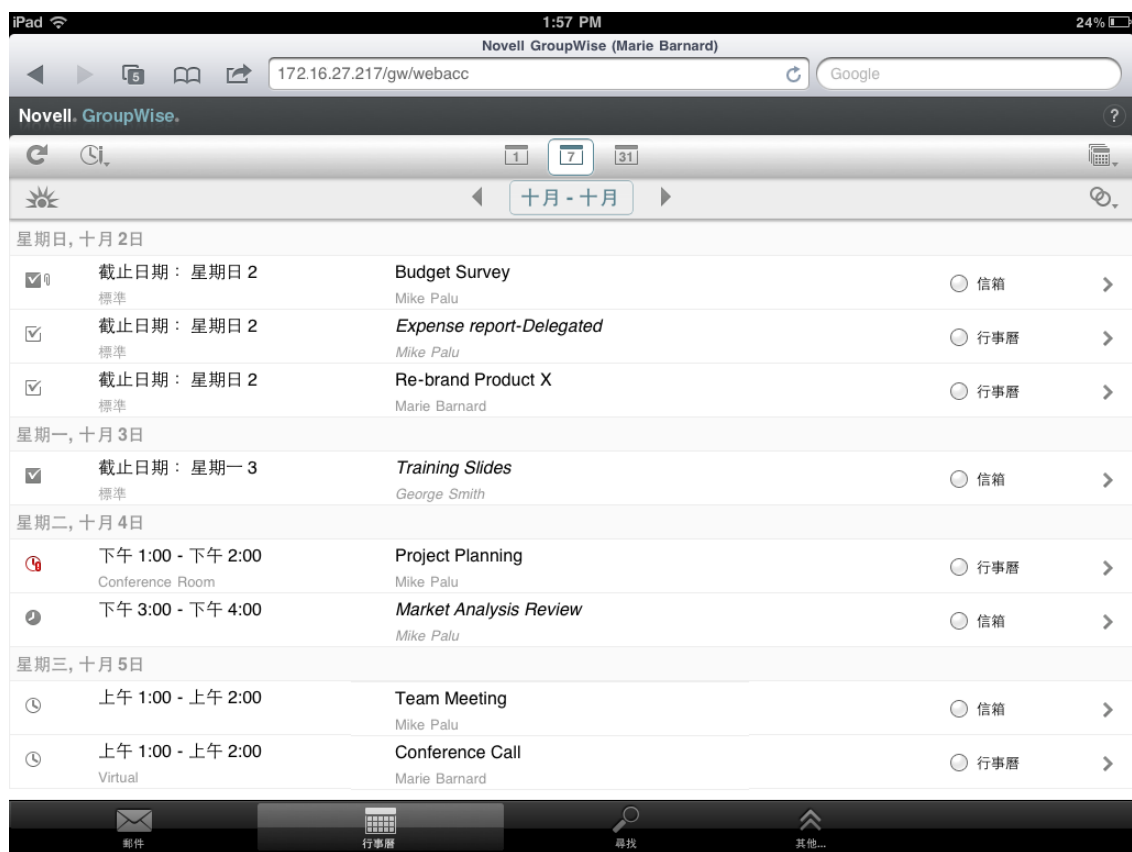 iPad 1:57 PM 24%
Novell GroupWise (Marie Barnard)
5 172.16.27.217/gw/webacc Google
Novell. GroupWise. ?
1 7 31
十月 - 十月
星期日, 十月 2日
截止日期： 星期日 2 Budget Survey
信箱
標準 Mike Palu
截止日期： 星期日 2 Expense report-Delegated
行事曆
標準 Mike Palu
截止日期： 星期日 2 Re-brand Product X
行事曆
標準 Marie Barnard
星期一, 十月 3日
截止日期： 星期一 3 Training Slides
信箱
標準 George Smith
星期二, 十月 4日
下午 1:00 - 下午 2:00 Project Planning
行事曆
Conference Room Mike Palu
下午 3:00 - 下午 4:00 Market Analysis Review
信箱
Mike Palu
星期三, 十月 5日
上午 1:00 - 上午 2:00 Team Meeting
信箱
Mike Palu
上午 1:00 - 上午 2:00 Conference Call
行事曆
Virtual Marie Barnard
郵件 行事曆 尋找 其他...